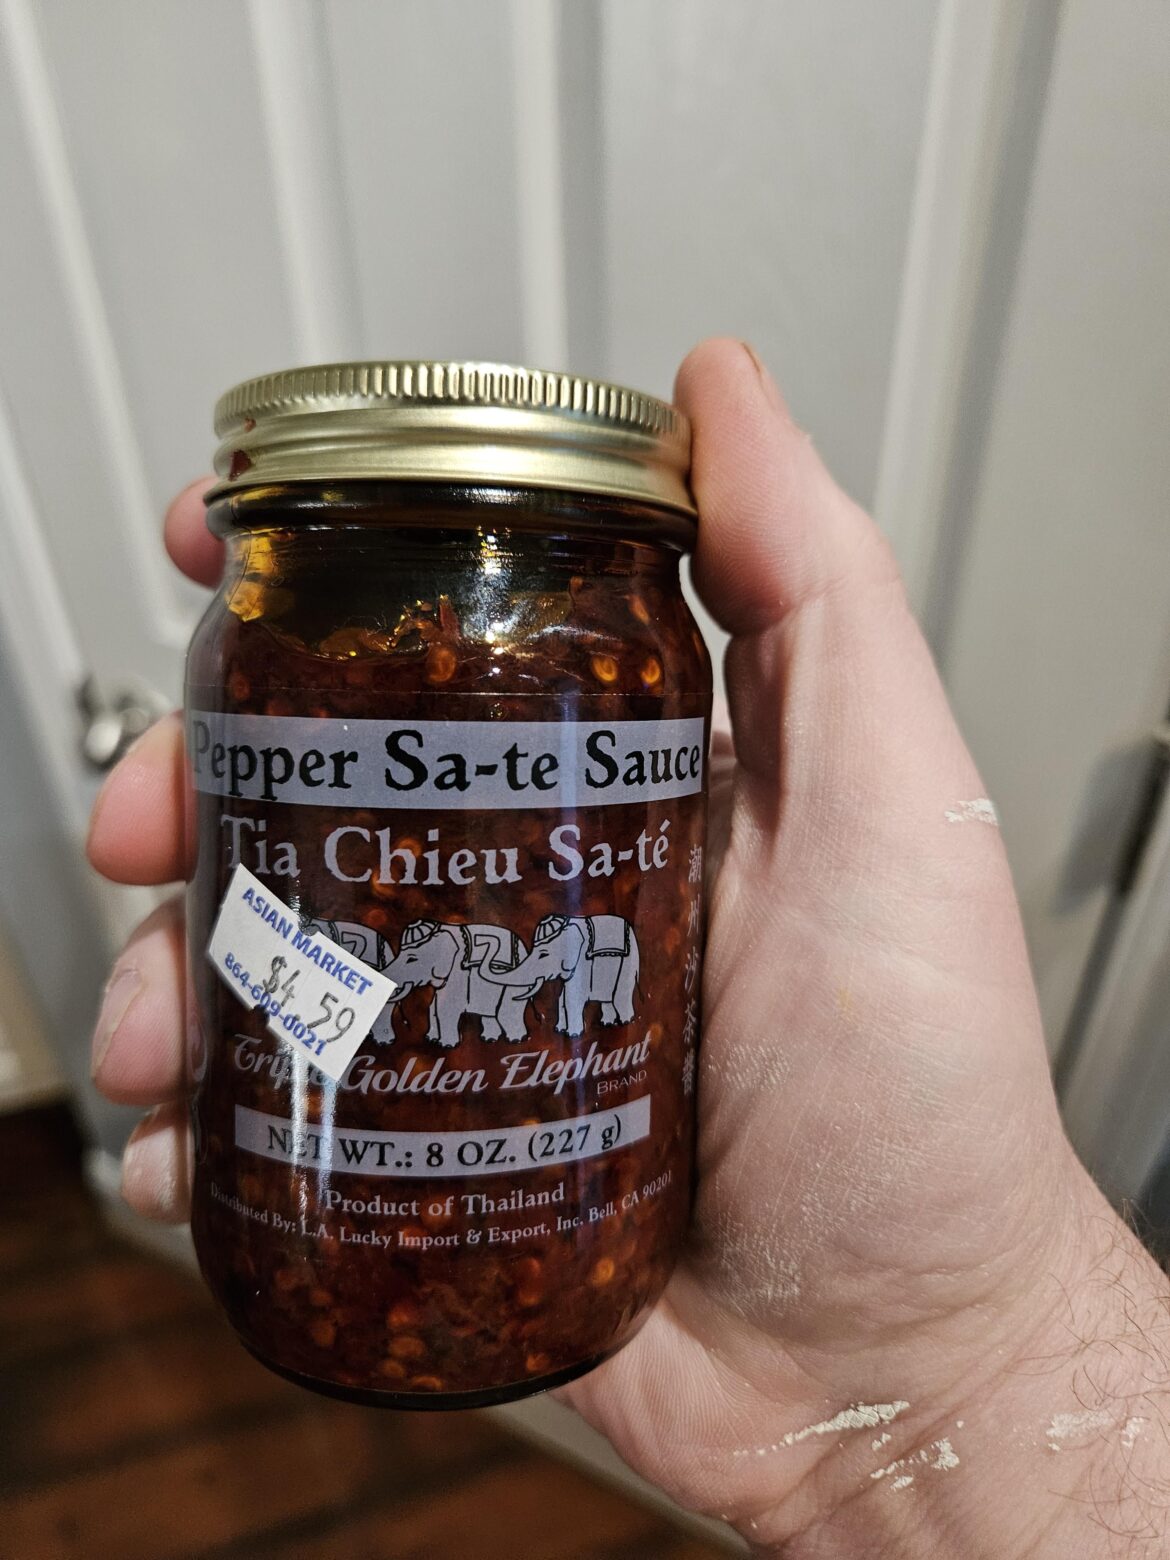 Pepper Sa-te Sauce
Tia Chieu Sa-té
ASIAN MARKET
$4.59
864-609-0021
Triple Golden Elephant
BRAND
NET WT.: 8 OZ. (227 g)
Product of Thailand
Distributed By: L.A. Lucky Import & Export, Inc. Bell, CA 90201
潮州沙茶醬